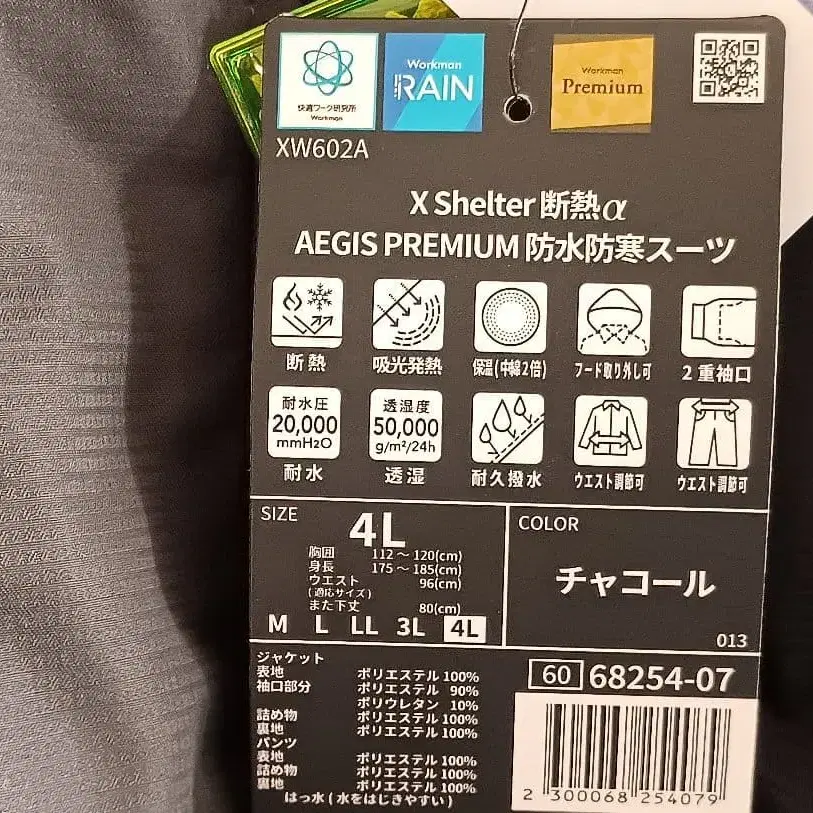 快適ワーク研究所
Workman
Workman
RAIN
Workman
Premium
XW602A
X Shelter 断熱α
AEGIS PREMIUM 防水防寒スーツ
断熱
吸光発熱
保温(中綿2倍)
フード取り外し可
2重袖口
耐水圧
20,000
mmH2O
耐水
透湿度
50,000
g/m²/24h
透湿
耐久撥水
ウエスト調節可
ウエスト調節可
SIZE
4L
胸囲 112～120(cm)
身長 175～185(cm)
ウエスト 96(cm)
(適応サイズ)
また下丈 80(cm)
M L LL 3L 4L
COLOR
チャコール
013
ジャケット
表地 ポリエステル 100%
袖口部分 ポリエステル 90%
ポリウレタン 10%
詰め物 ポリエステル 100%
裏地 ポリエステル 100%
パンツ
表地 ポリエステル 100%
詰め物 ポリエステル 100%
裏地 ポリエステル 100%
はっ水(水をはじきやすい)
60 68254-07
2 300068 254079